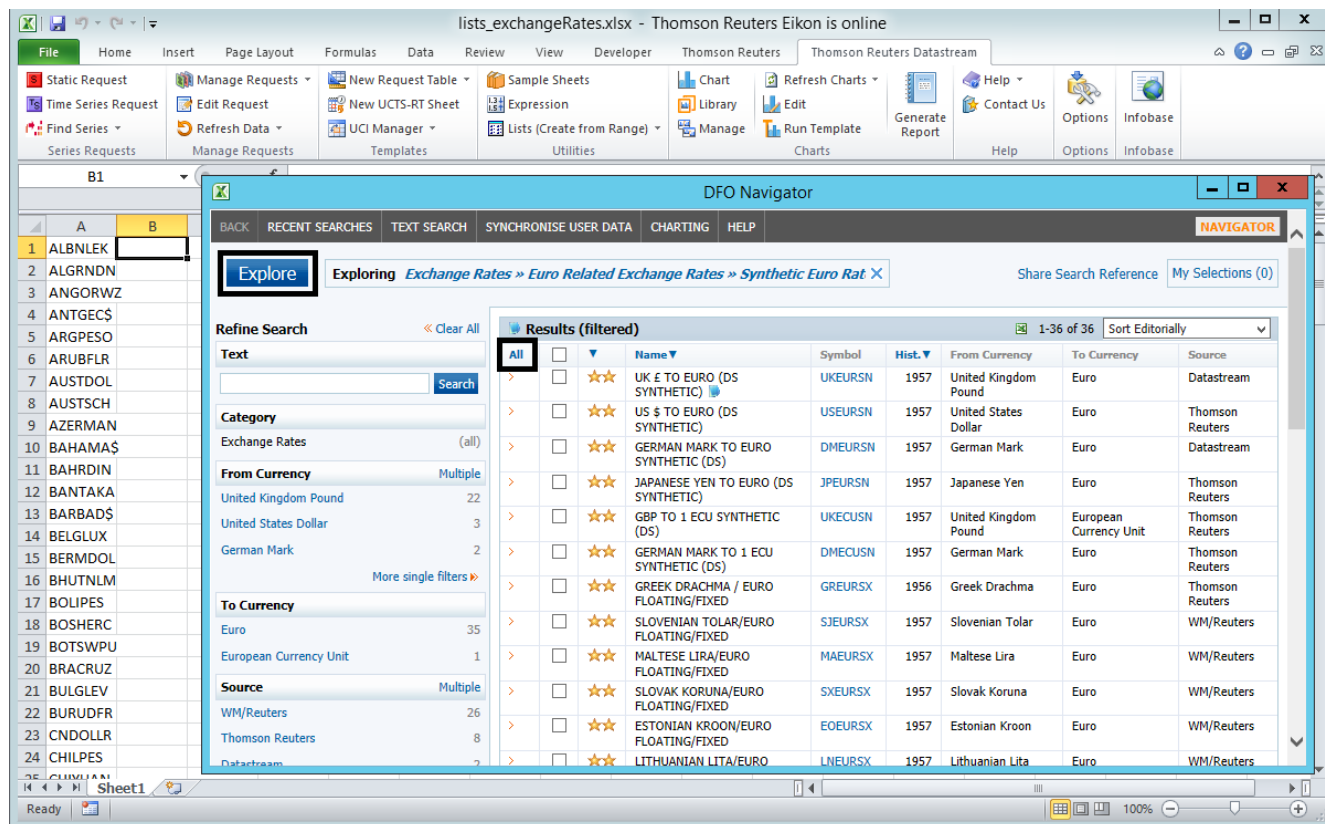 lists_exchangeRates.xlsx - Thomson Reuters Eikon is online
File Home Insert Page Layout Formulas Data Review View Developer Thomson Reuters Thomson Reuters Datastream
Static Request Manage Requests New Request Table Sample Sheets Chart Refresh Charts Help
Time Series Request Edit Request New UCTS-RT Sheet Expression Library Edit Contact Us
Find Series Refresh Data UCI Manager Lists (Create from Range) Manage Run Template
Generate Report Options Infobase
Series Requests Manage Requests Templates Utilities Charts Help Options Infobase
B1
DFO Navigator
BACK RECENT SEARCHES TEXT SEARCH SYNCHRONISE USER DATA CHARTING HELP NAVIGATOR
Explore Exploring Exchange Rates » Euro Related Exchange Rates » Synthetic Euro Rat
Share Search Reference My Selections (0)
A B
1 ALBNLEK
2 ALGRNDN
3 ANGORWZ
4 ANTGEC$
5 ARGPESO
6 ARUBFLR
7 AUSTDOL
8 AUSTSCH
9 AZERMAN
10 BAHAMA$
11 BAHRDIN
12 BANTAKA
13 BARBAD$
14 BELGLUX
15 BERMDOL
16 BHUTNLM
17 BOLIPES
18 BOSHERC
19 BOTSWPU
20 BRACRUZ
21 BULGLEV
22 BURUDFR
23 CNDOLLR
24 CHILPES
Refine Search « Clear All
Text
Search
Category
Exchange Rates (all)
From Currency Multiple
United Kingdom Pound 22
United States Dollar 3
German Mark 2
More single filters »
To Currency
Euro 35
European Currency Unit 1
Source Multiple
WM/Reuters 26
Thomson Reuters 8
Datastream 2
Results (filtered) 1-36 of 36 Sort Editorially
All Name Symbol Hist. From Currency To Currency Source
UK £ TO EURO (DS UKEURSN 1957 United Kingdom Euro Datastream
SYNTHETIC) Pound
US $ TO EURO (DS USEURSN 1957 United States Euro Thomson
SYNTHETIC) Dollar Reuters
GERMAN MARK TO EURO DMEURSN 1957 German Mark Euro Datastream
SYNTHETIC (DS)
JAPANESE YEN TO EURO (DS JPEURSN 1957 Japanese Yen Euro Thomson
SYNTHETIC) Reuters
GBP TO 1 ECU SYNTHETIC UKECUSN 1957 United Kingdom European Thomson
(DS) Pound Currency Unit Reuters
GERMAN MARK TO 1 ECU DMECUSN 1957 German Mark Euro Thomson
SYNTHETIC (DS) Reuters
GREEK DRACHMA / EURO GREURSX 1956 Greek Drachma Euro Thomson
FLOATING/FIXED Reuters
SLOVENIAN TOLAR/EURO SJEURSX 1957 Slovenian Tolar Euro WM/Reuters
FLOATING/FIXED
MALTESE LIRA/EURO MAEURSX 1957 Maltese Lira Euro WM/Reuters
FLOATING/FIXED
SLOVAK KORUNA/EURO SXEURSX 1957 Slovak Koruna Euro WM/Reuters
FLOATING/FIXED
ESTONIAN KROON/EURO EOEURSX 1957 Estonian Kroon Euro WM/Reuters
FLOATING/FIXED
LITHUANIAN LITA/EURO LNEURSX 1957 Lithuanian Lita Euro WM/Reuters
Sheet1
Ready 100%